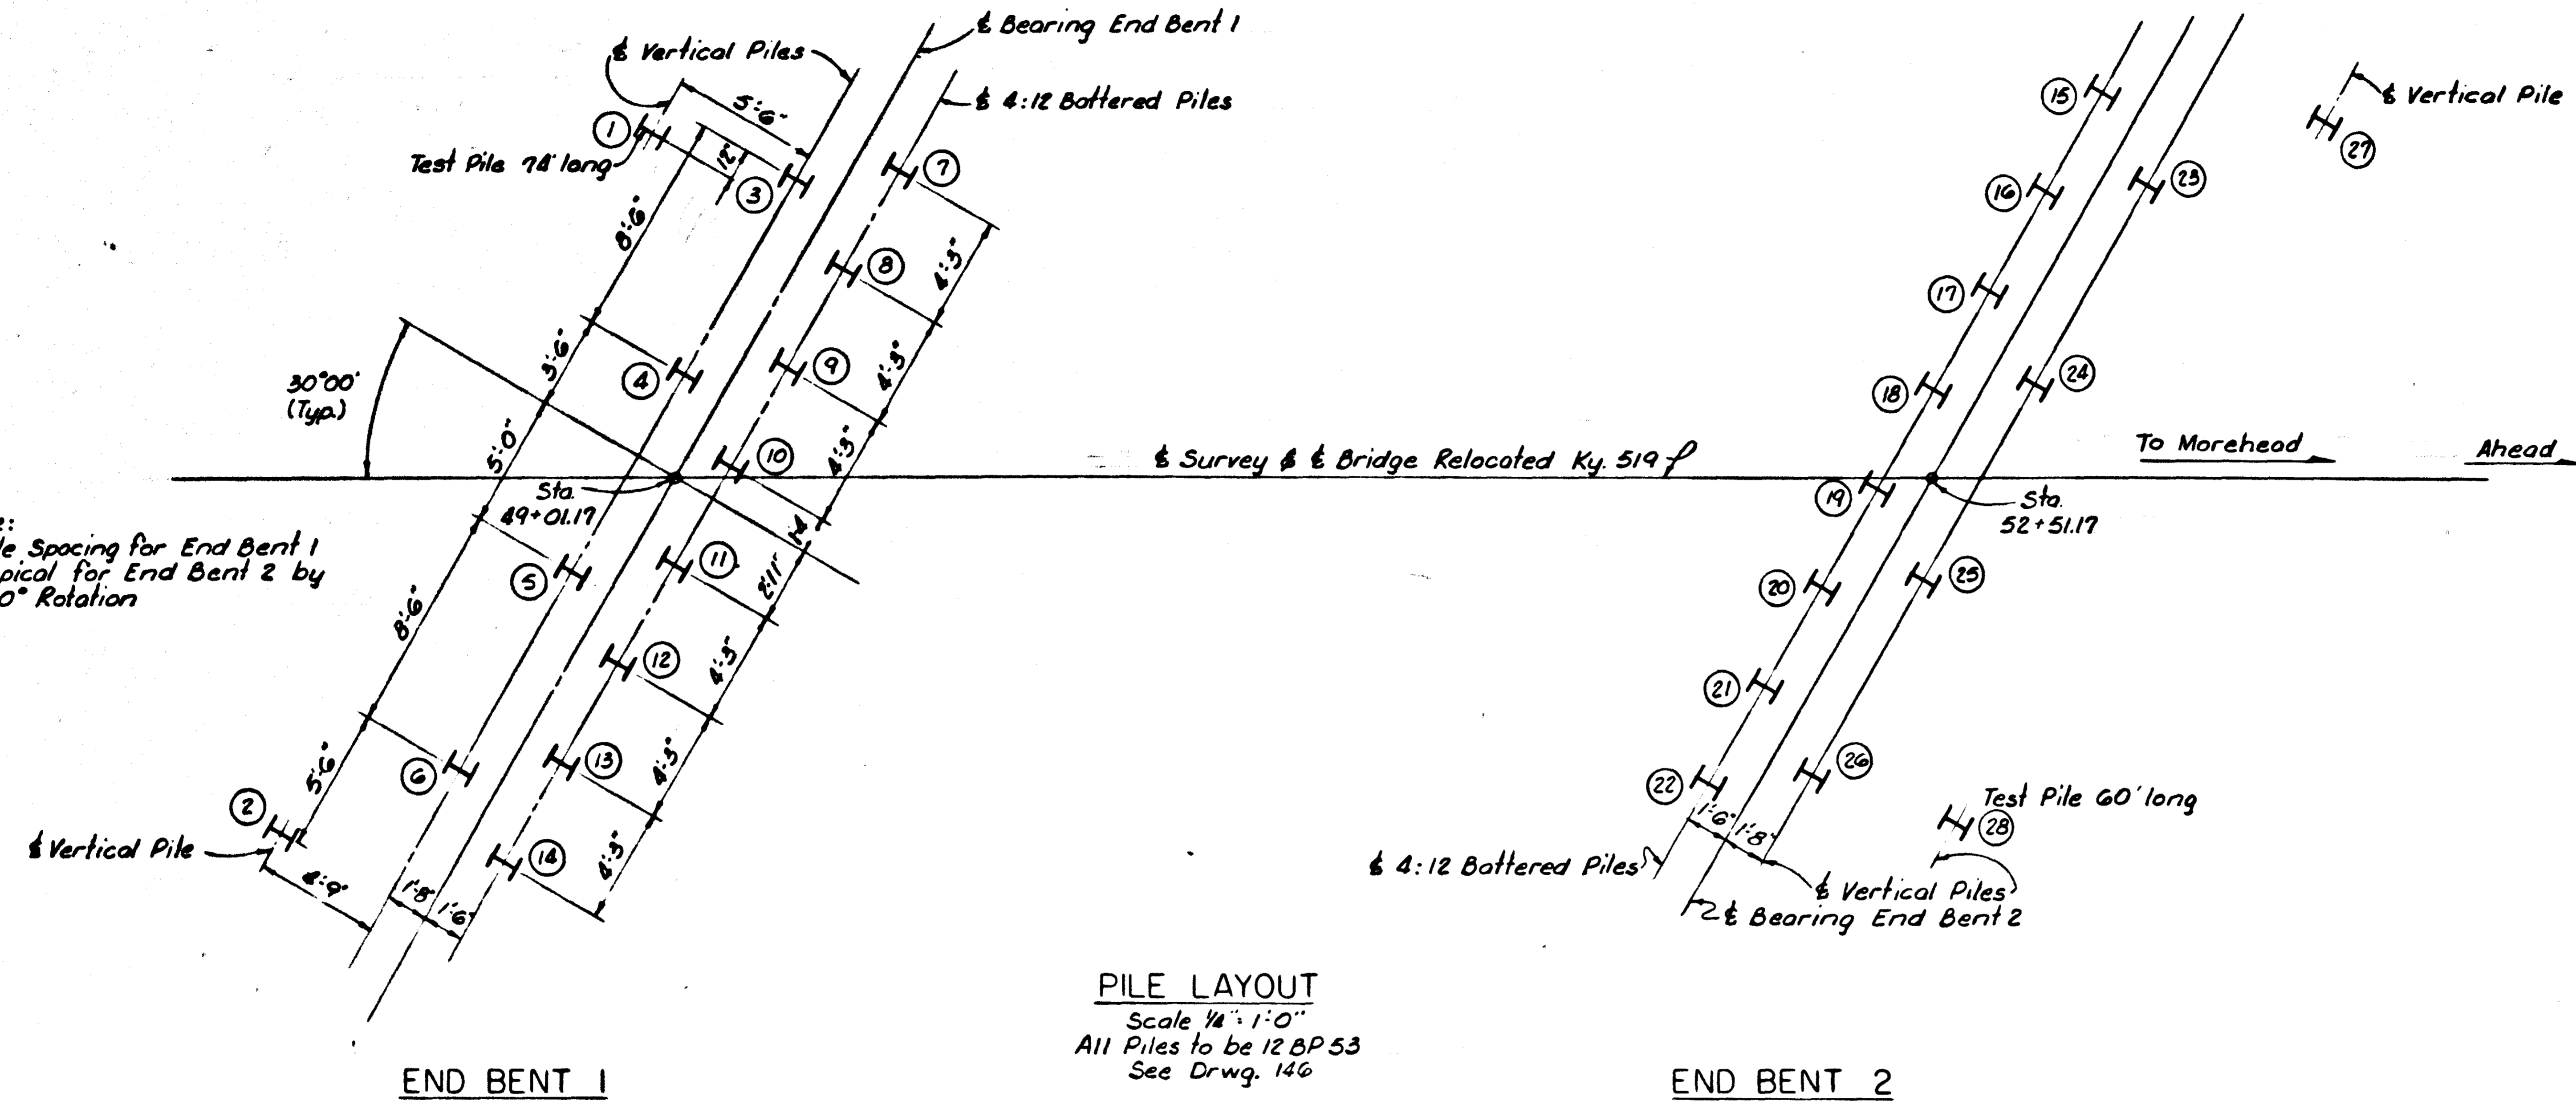 ℄ Vertical Piles
℄ Bearing End Bent 1
℄ 4:12 Battered Piles
5'-6"
1
Test Pile 74' long
12"
3
7
8'-6"
8
4'-3"
3'-6"
4
9
4'-3"
30°00'
(Typ.)
5'-0"
10
4'-3"
Sta.
49+01.17
5
11
2'-11"
8'-6"
12
4'-3"
5'-6"
6
13
4'-3"
2
℄ Vertical Pile
14
4'-3"
4'-9"
1'-8"
1'-6"
Spacing for End Bent 1
for End Bent 2 by
Rotation
℄ Survey & ℄ Bridge Relocated Ky. 519
To Morehead
Ahead
15
℄ Vertical Pile
27
16
23
17
18
24
19
Sta.
52+51.17
20
25
21
22
26
1'-6"
1'-8"
Test Pile 60' long
28
℄ 4:12 Battered Piles
℄ Vertical Piles
℄ Bearing End Bent 2
PILE LAYOUT
Scale 1/4" = 1'-0"
All Piles to be 12 BP 53
See Drwg. 146
END BENT 1
END BENT 2